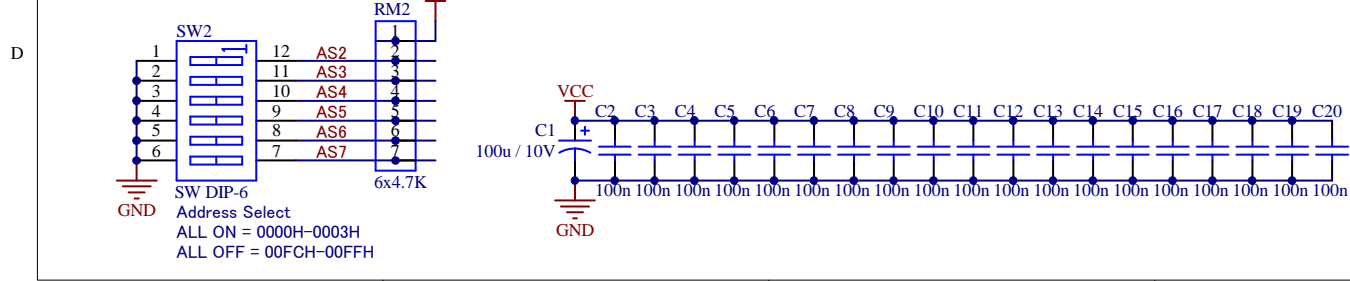 RM2
SW2
D
1
1 12 AS2 2
2 11 AS3 3
3 10 AS4 4
4 9 AS5 5
5 8 AS6 6
6 7 AS7 7
6x4.7K
SW DIP-6
GND
Address Select
ALL ON = 0000H-0003H
ALL OFF = 00FCH-00FFH
VCC
C2 C3 C4 C5 C6 C7 C8 C9 C10 C11 C12 C13 C14 C15 C16 C17 C18 C19 C20
C1 +
100u / 10V
100n 100n 100n 100n 100n 100n 100n 100n 100n 100n 100n 100n 100n 100n 100n 100n 100n 100n 100n
GND